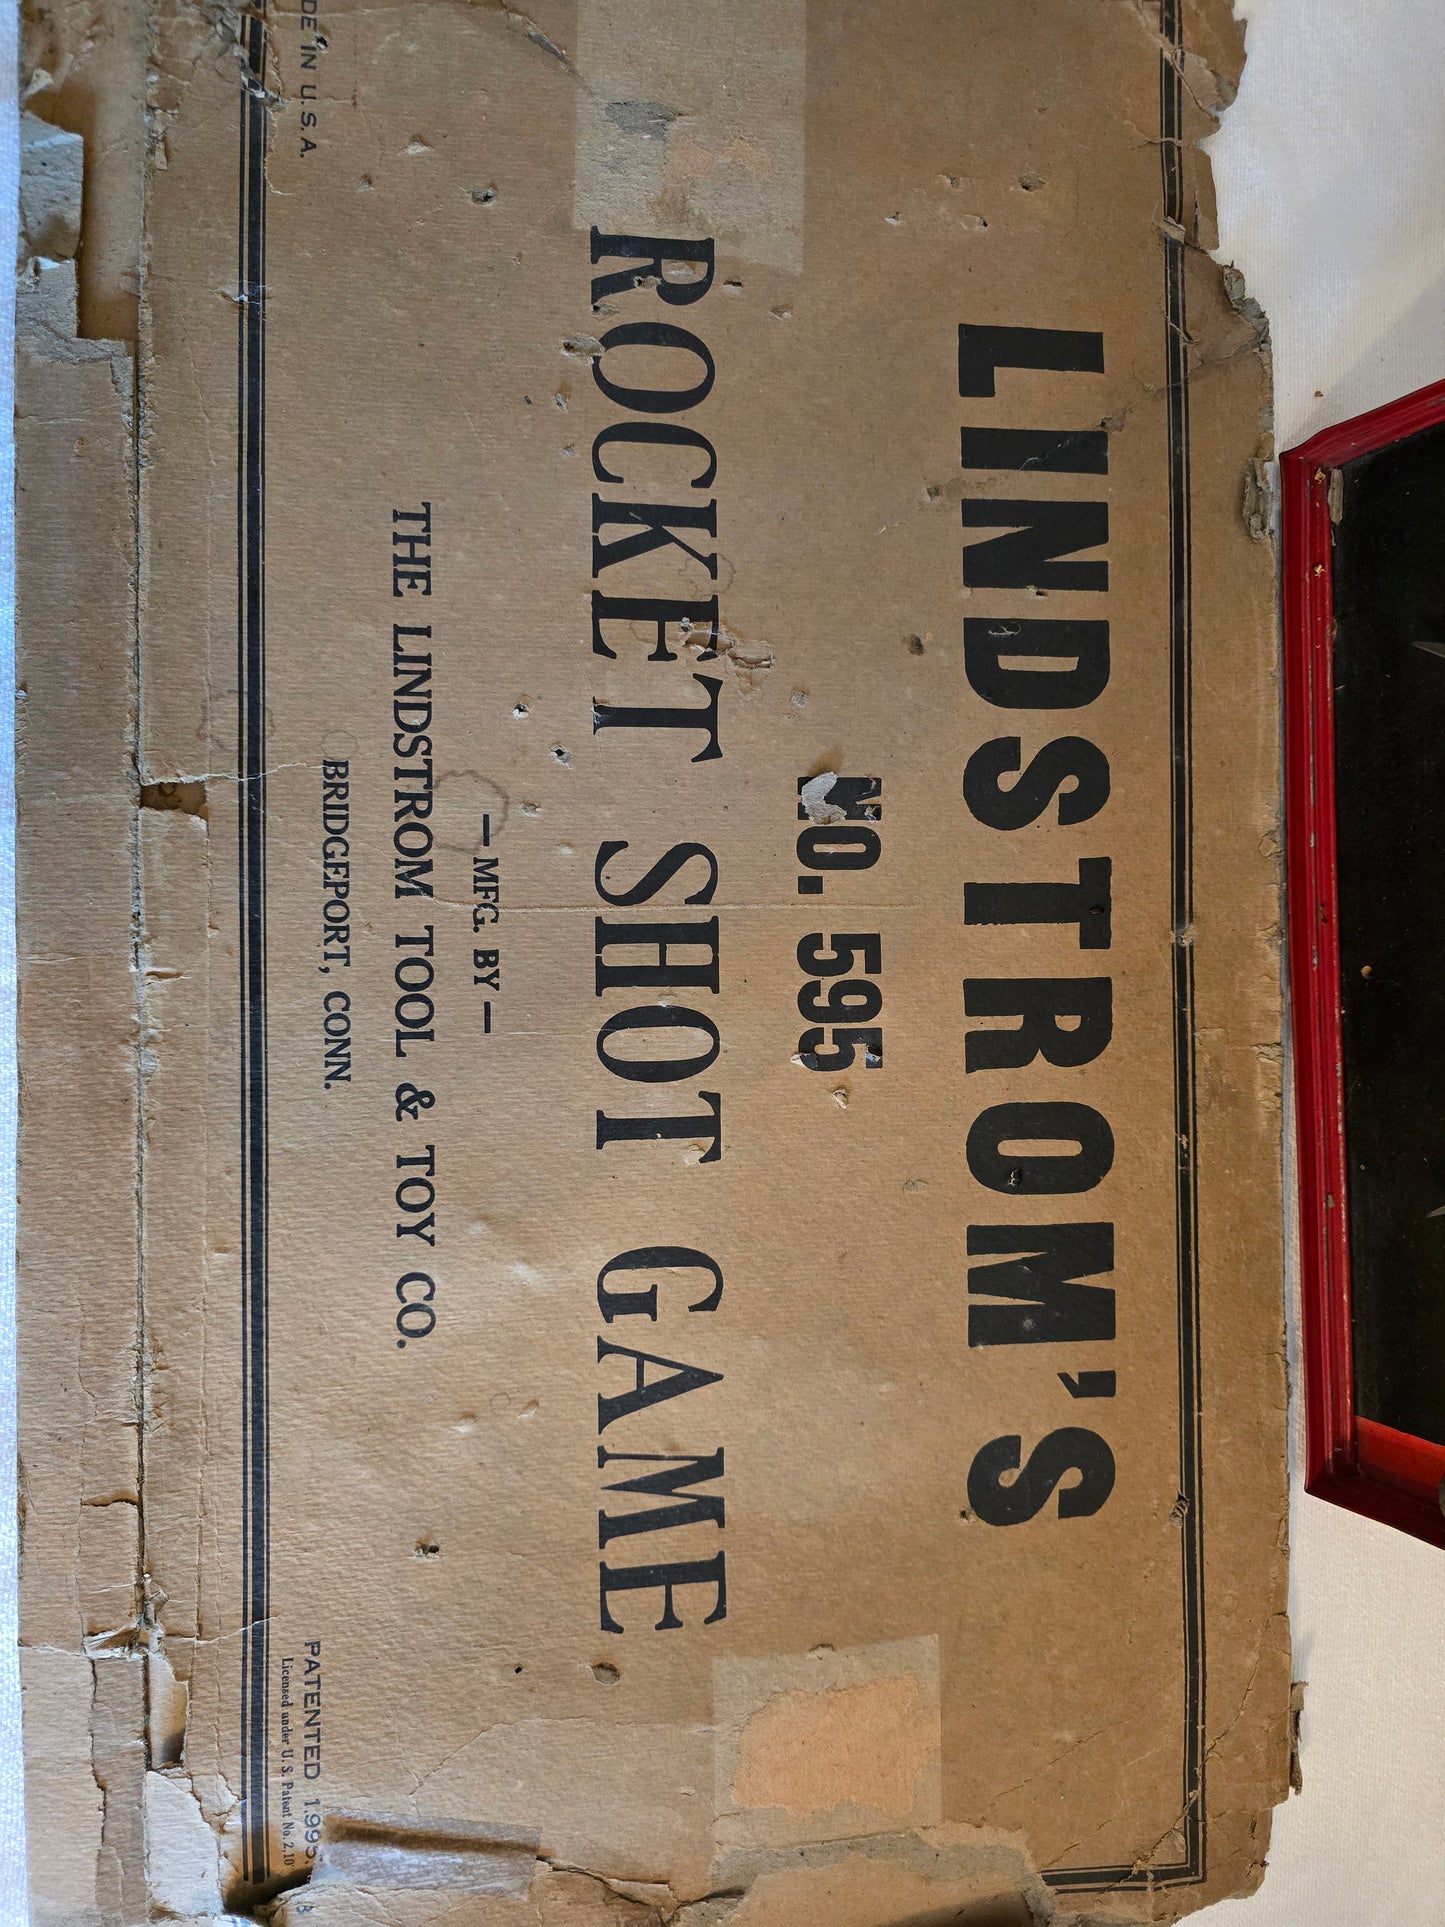 LINDSTROM'S
NO. 595
ROCKET SHOT GAME
— MFG. BY —
THE LINDSTROM TOOL & TOY CO.
BRIDGEPORT, CONN.
IN U.S.A.
PATENTED
Licensed under U. S. Patent No.